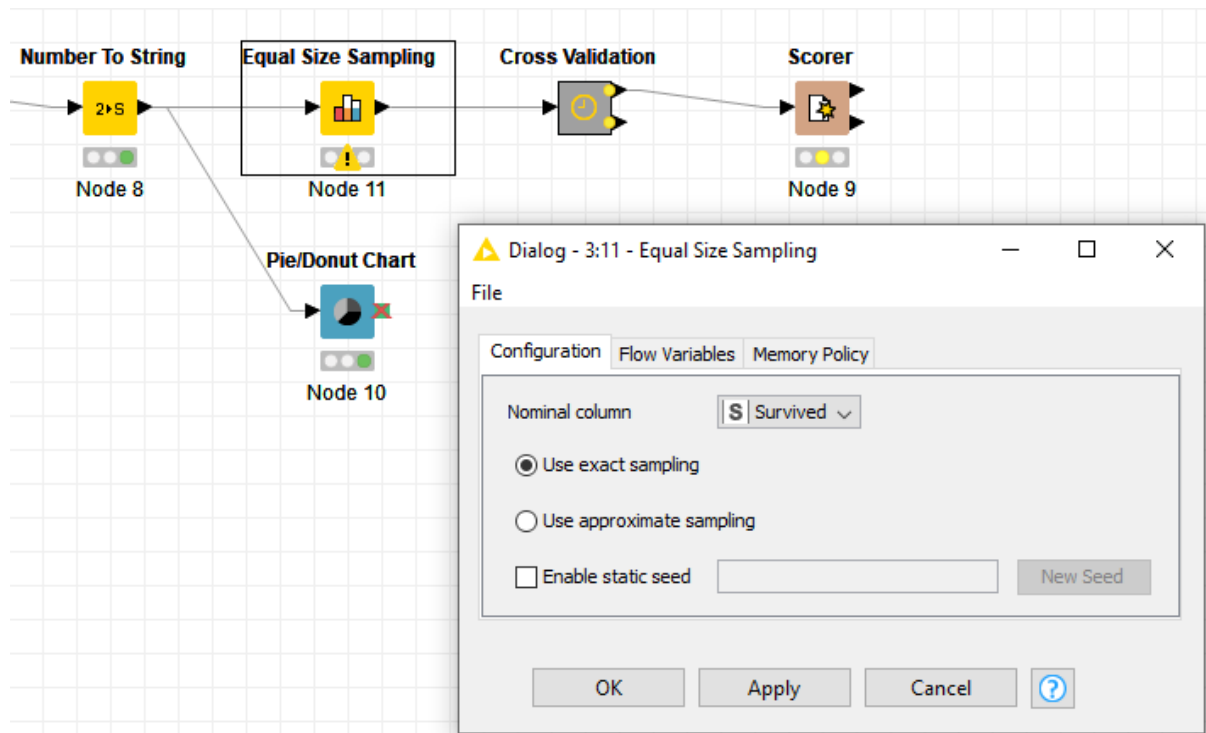 Number To String
Equal Size Sampling
Cross Validation
Scorer
2▸S
Node 8
Node 11
Node 9
Pie/Donut Chart
Node 10
Dialog - 3:11 - Equal Size Sampling
File
Configuration Flow Variables Memory Policy
Nominal column S Survived
Use exact sampling
Use approximate sampling
Enable static seed New Seed
OK Apply Cancel ?